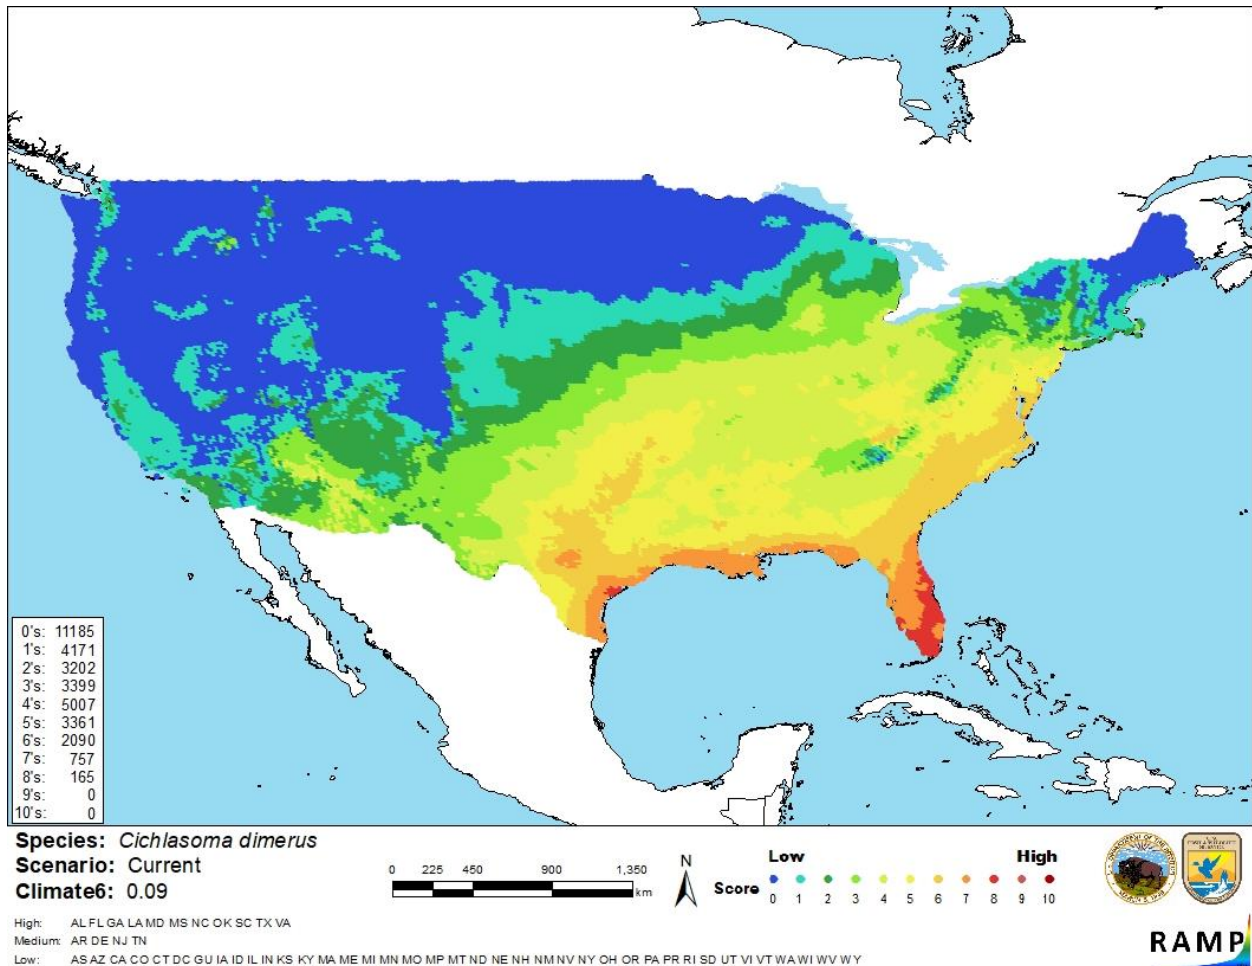 0's: 11185
1's: 4171
2's: 3202
3's: 3399
4's: 5007
5's: 3361
6's: 2090
7's: 757
8's: 165
9's: 0
10's: 0
Species: Cichlasoma dimerus
Scenario: Current
Climate6: 0.09
0 225 450 900 1,350
km
N
Low High
Score
0 1 2 3 4 5 6 7 8 9 10
High: AL FL GA LA MD MS NC OK SC TX VA
Medium: AR DE NJ TN
Low: AS AZ CA CO CT DC GU IA ID IL IN KS KY MA ME MI MN MO MP MT ND NE NH NM NV NY OH OR PA PR RI SD UT VI VT WA WI WV WY
RAMP